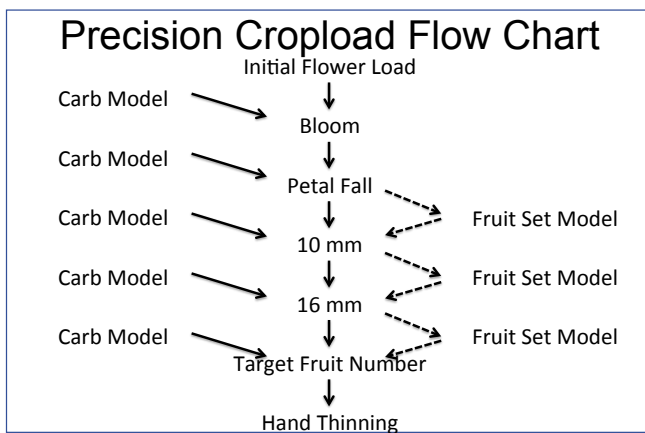 Precision Cropload Flow Chart
Initial Flower Load
Carb Model
Bloom
Carb Model
Petal Fall
Carb Model
Fruit Set Model
10 mm
Carb Model
Fruit Set Model
16 mm
Carb Model
Fruit Set Model
Target Fruit Number
Hand Thinning